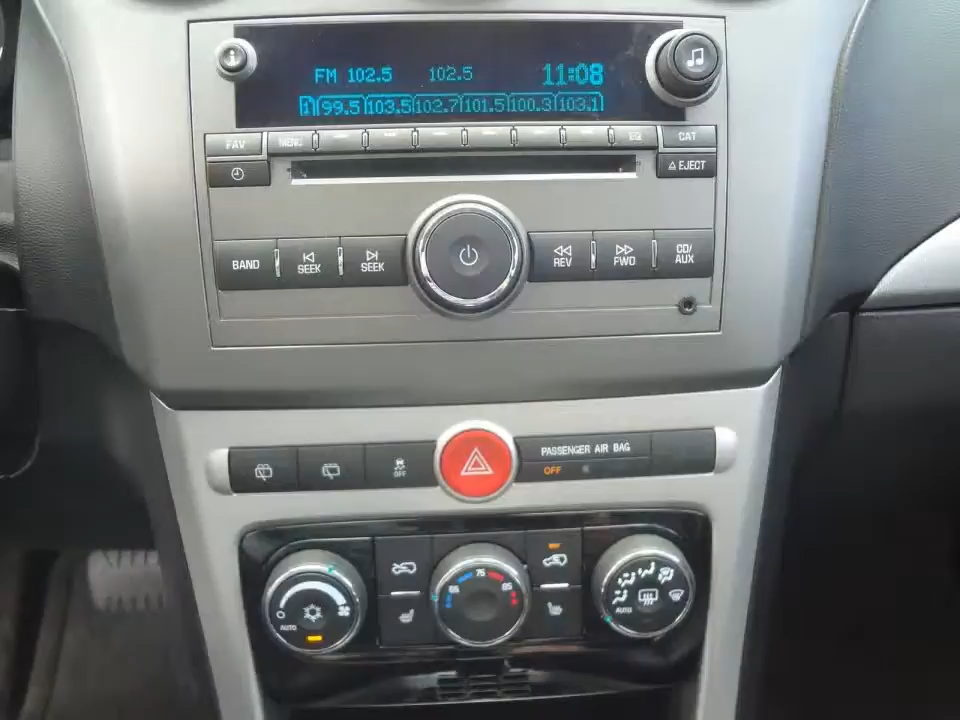 FM 102.5 102.5 11:08
1 99.5 103.5 102.7 101.5 100.3 103.1
FAV MENU EQ CAT
EJECT
BAND SEEK SEEK REV FWD CD/
AUX
PASSENGER AIR BAG
OFF
OFF
65 75 85
AUTO
AUTO